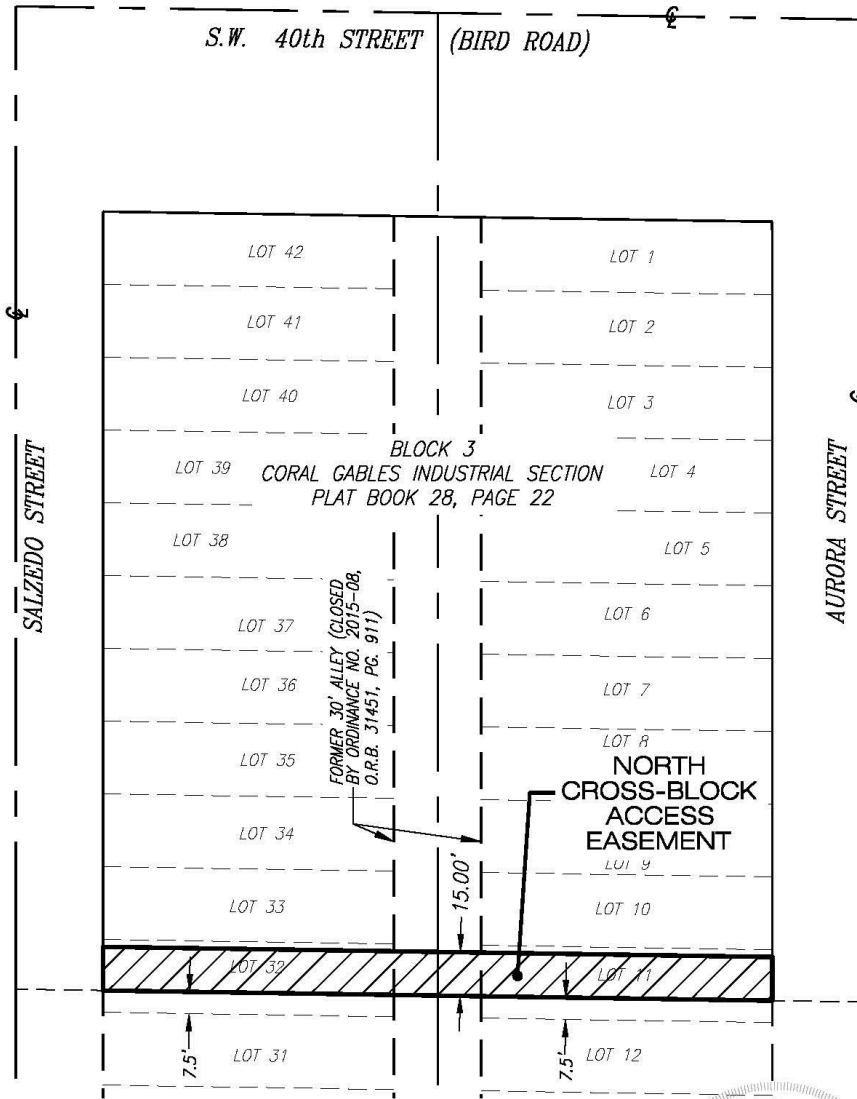 S.W. 40th STREET (BIRD ROAD)
LOT 42
LOT 1
LOT 41
LOT 2
LOT 40
LOT 3
SALZEDO STREET
AURORA STREET
BLOCK 3
CORAL GABLES INDUSTRIAL SECTION
PLAT BOOK 28, PAGE 22
LOT 39
LOT 4
LOT 38
LOT 5
FORMER 30' ALLEY (CLOSED
BY ORDINANCE NO. 2015-08,
O.R.B. 31451, PG. 911)
LOT 37
LOT 6
LOT 36
LOT 7
LOT 35
LOT 8
NORTH
CROSS-BLOCK
ACCESS
EASEMENT
LOT 34
LOT 9
15.00'
LOT 33
LOT 10
LOT 32
LOT 11
7.5'
7.5'
LOT 31
LOT 12